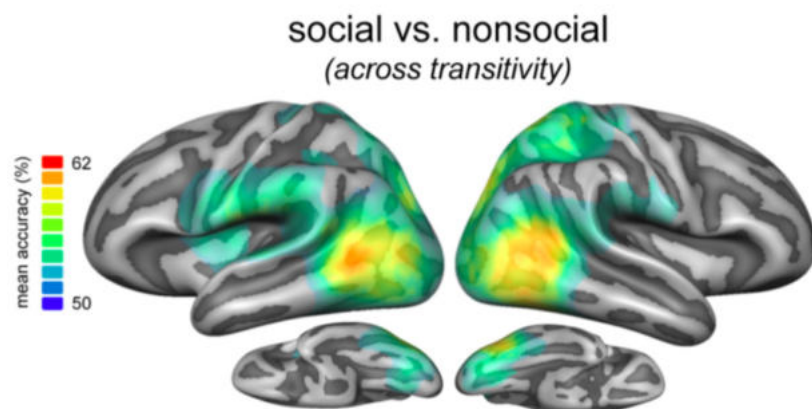 social vs. nonsocial
(across transitivity)
mean accuracy (%)
62
50